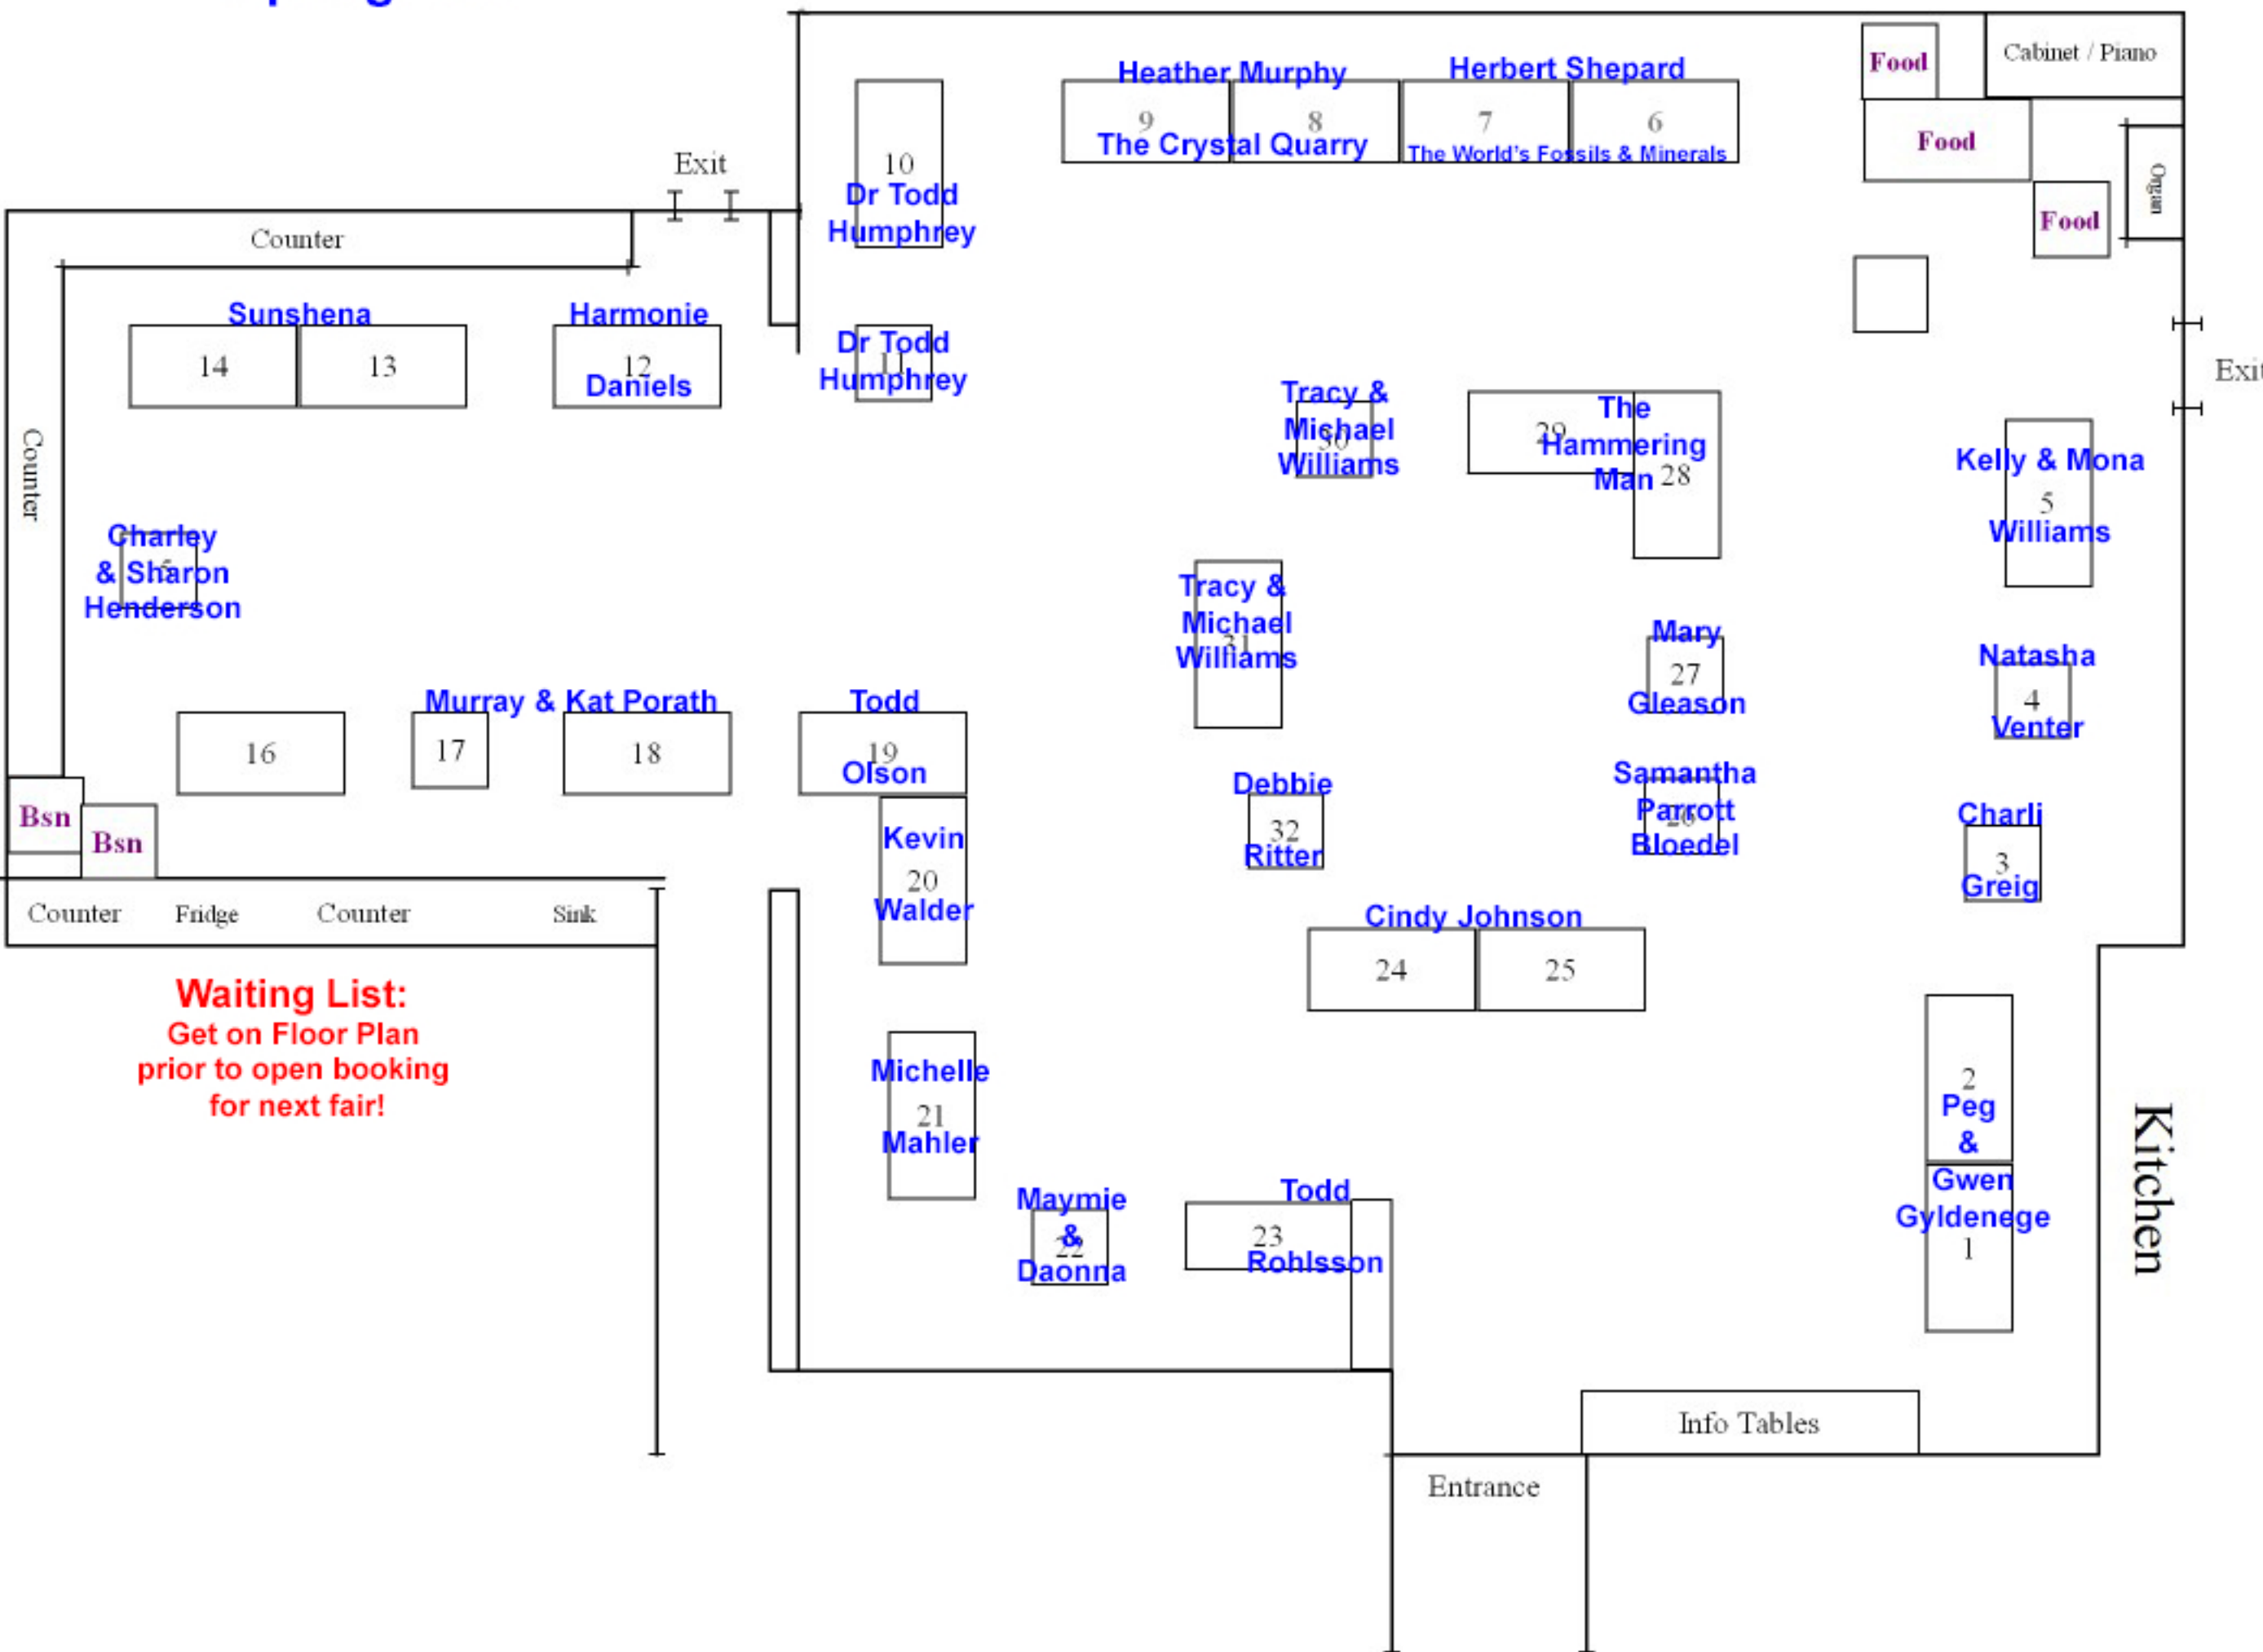 Food
Cabinet / Piano
Heather Murphy
Herbert Shepard
9
8
7
6
The Crystal Quarry
The World's Fossils & Minerals
Food
Organ
Food
Exit
10
Dr Todd
Humphrey
Counter
Sunshena
14
13
Harmonie
12
Daniels
Dr Todd
11
Humphrey
Tracy &
Michael
30
Williams
29
The
Hammering
Man
28
Exit
Kelly & Mona
5
Williams
Counter
Charley
& Sharon
Henderson
Tracy &
Michael
31
Williams
Mary
27
Gleason
Natasha
4
Venter
16
Murray & Kat Porath
17
18
Todd
19
Olson
Debbie
32
Ritter
Samantha
Parrott
26
Bloedel
Charli
3
Greig
Bsn
Bsn
Kevin
20
Walder
Counter
Fridge
Counter
Sink
Cindy Johnson
24
25
Waiting List:
Get on Floor Plan
prior to open booking
for next fair!
Michelle
21
Mahler
2
Peg
&
Gwen
Gyldenege
1
Kitchen
Maymie
&
22
Daonna
Todd
23
Rohlsson
Info Tables
Entrance